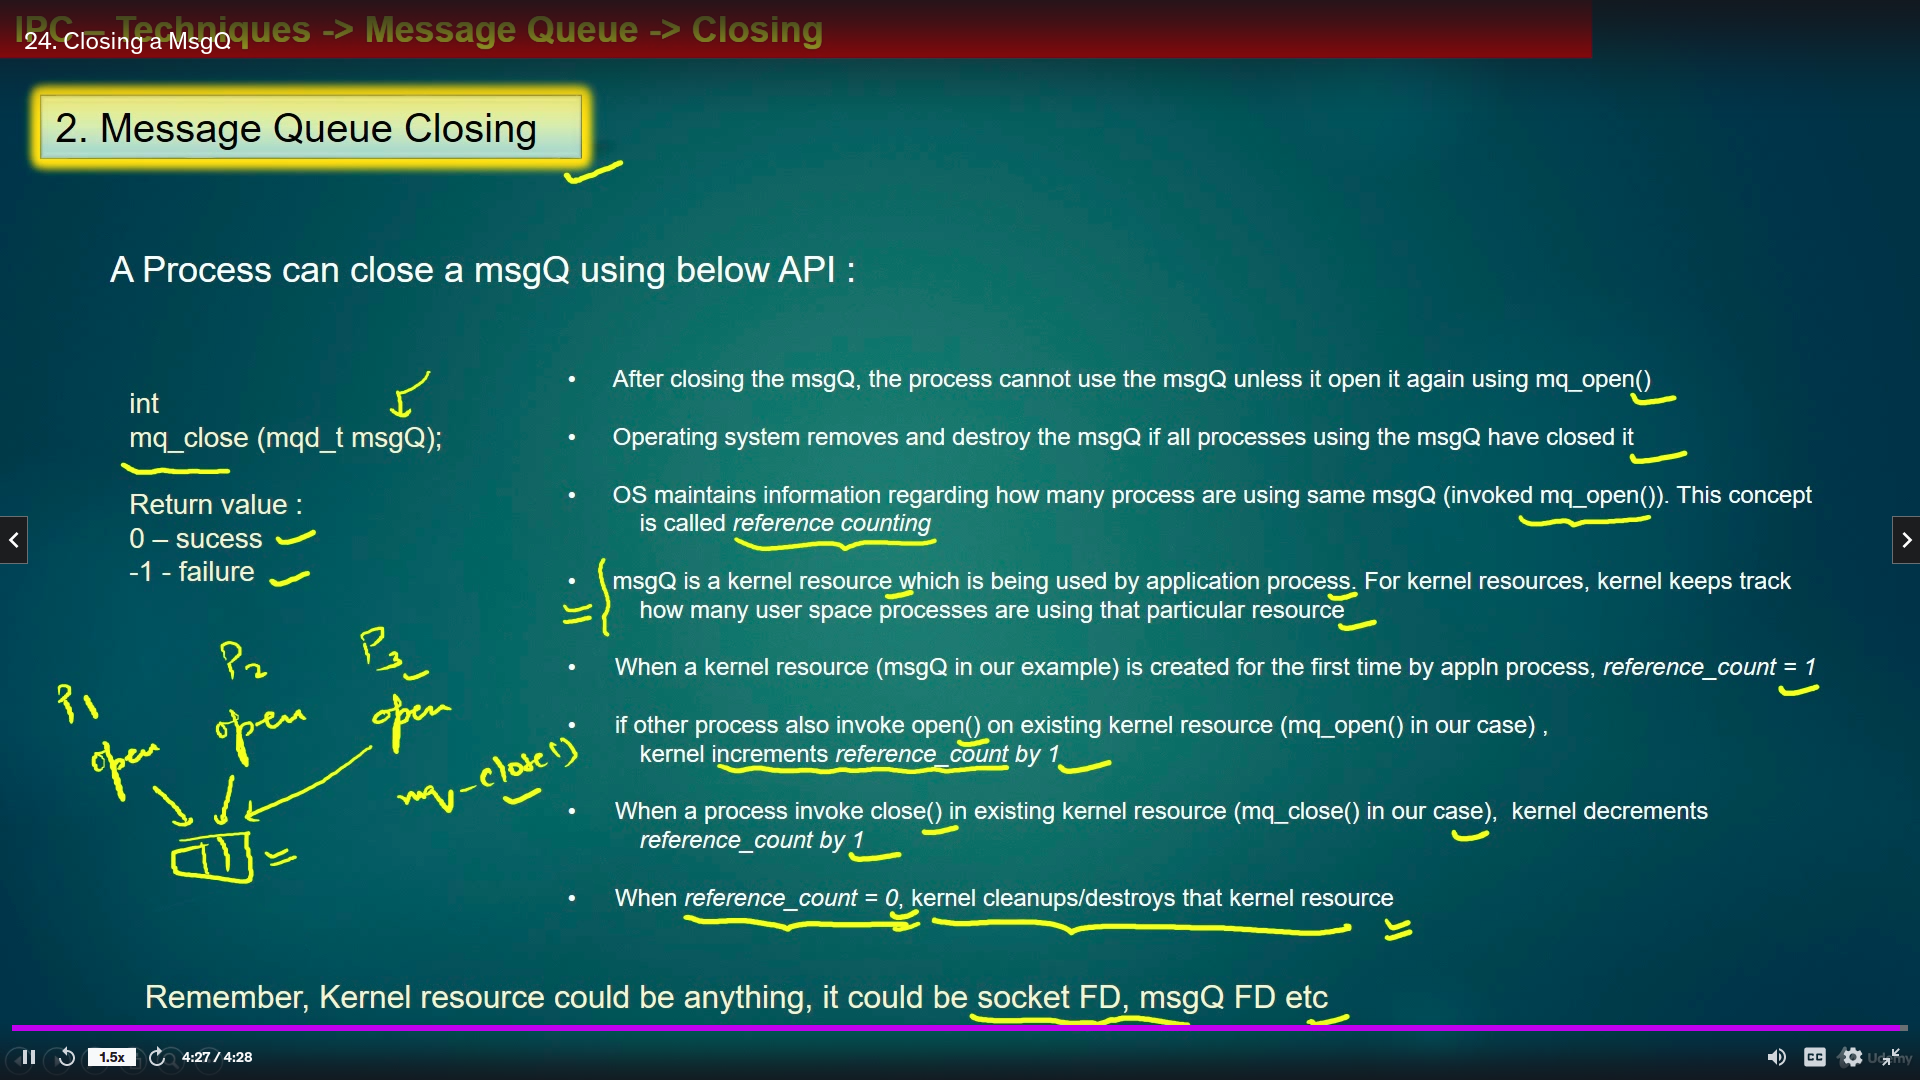 IPC – Techniques -> Message Queue -> Closing
24. Closing a MsgQ
2. Message Queue Closing
A Process can close a msgQ using below API :
int
mq_close (mqd_t msgQ);
Return value :
0 – sucess
-1 - failure
P1
open
P2
open
P3
open
mq_close()
• After closing the msgQ, the process cannot use the msgQ unless it open it again using mq_open()
• Operating system removes and destroy the msgQ if all processes using the msgQ have closed it
• OS maintains information regarding how many process are using same msgQ (invoked mq_open()). This concept
is called reference counting
• msgQ is a kernel resource which is being used by application process. For kernel resources, kernel keeps track
how many user space processes are using that particular resource
• When a kernel resource (msgQ in our example) is created for the first time by appln process, reference_count = 1
• if other process also invoke open() on existing kernel resource (mq_open() in our case) ,
kernel increments reference_count by 1
• When a process invoke close() in existing kernel resource (mq_close() in our case), kernel decrements
reference_count by 1
• When reference_count = 0, kernel cleanups/destroys that kernel resource
Remember, Kernel resource could be anything, it could be socket FD, msgQ FD etc
1.5x
4:27 / 4:28
CC
Udemy